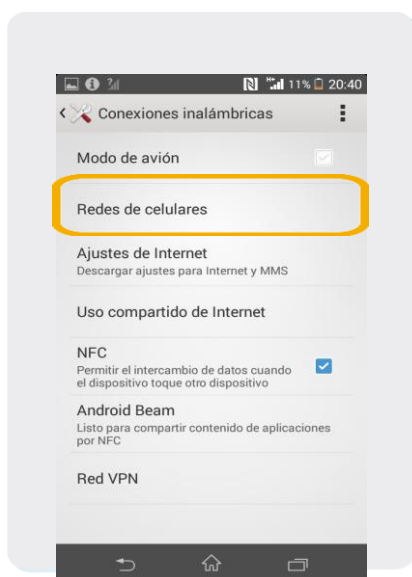 11% 20:40
Conexiones inalámbricas
Modo de avión
Redes de celulares
Ajustes de Internet
Descargar ajustes para Internet y MMS
Uso compartido de Internet
NFC
Permitir el intercambio de datos cuando
el dispositivo toque otro dispositivo
Android Beam
Listo para compartir contenido de aplicaciones
por NFC
Red VPN